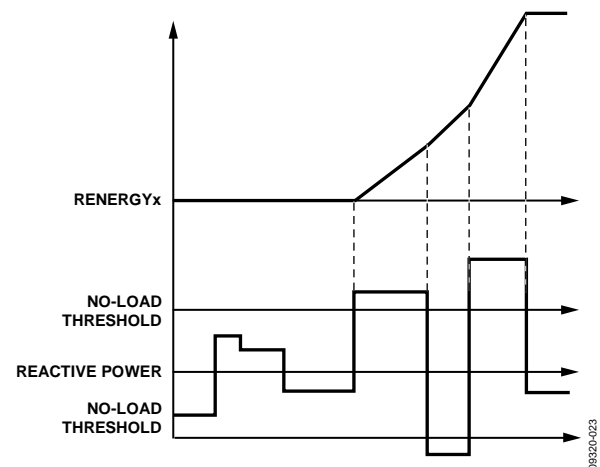 RENERGYx
NO-LOAD
THRESHOLD
REACTIVE POWER
NO-LOAD
THRESHOLD
09320-023